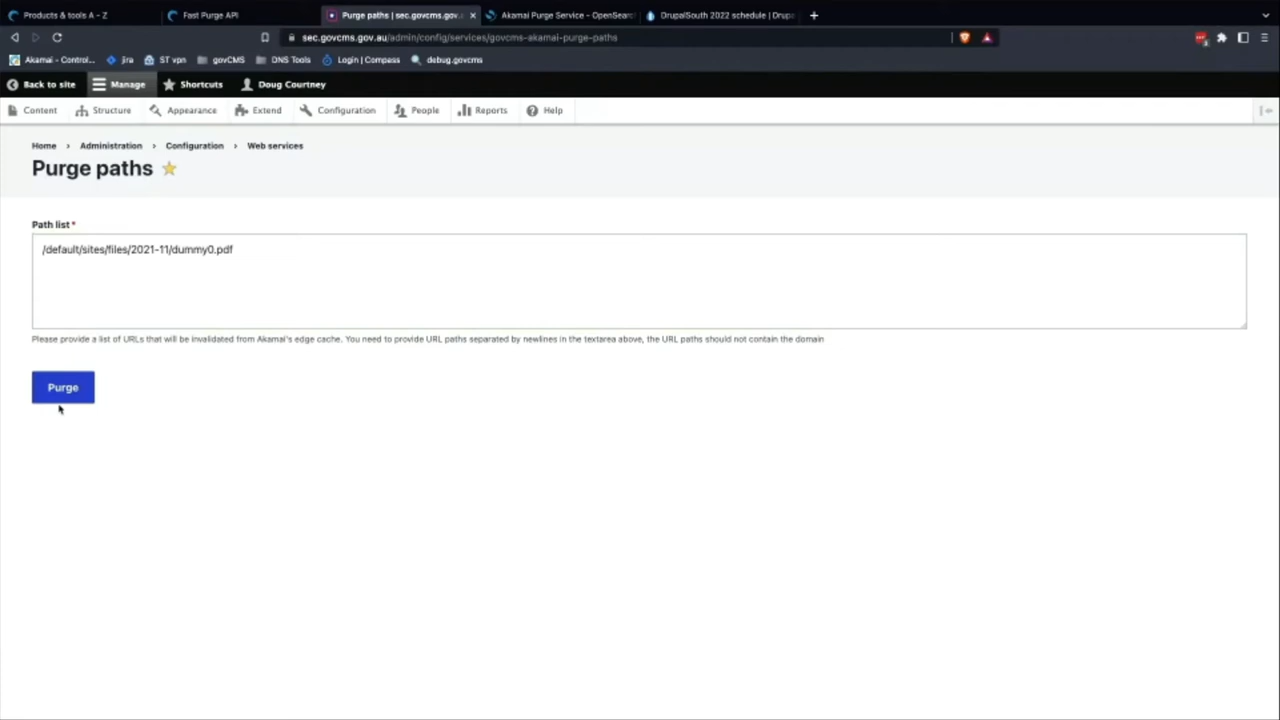 Products & tools A - Z
Fast Purge API
Purge paths | sec.govcms.gov.
Akamai Purge Service - OpenSearc
DrupalSouth 2022 schedule | Drupa
sec.govcms.gov.au/admin/config/services/govcms-akamai-purge-paths
Akamai - Control...
jira
ST vpn
govCMS
DNS Tools
Login | Compass
debug.govcms
Back to site
Manage
Shortcuts
Doug Courtney
Content
Structure
Appearance
Extend
Configuration
People
Reports
Help
Home › Administration › Configuration › Web services
Purge paths
Path list *
/default/sites/files/2021-11/dummy0.pdf
Please provide a list of URLs that will be invalidated from Akamai's edge cache. You need to provide URL paths separated by newlines in the textarea above, the URL paths should not contain the domain
Purge